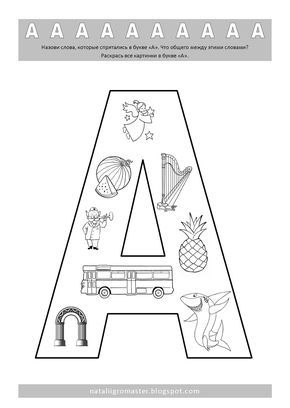 А А А А А А А А А А
Назови слова, которые спрятались в букве «А». Что общего между этими словами?
Раскрась все картинки в букве «А».
nataliigromaster.blogspot.com